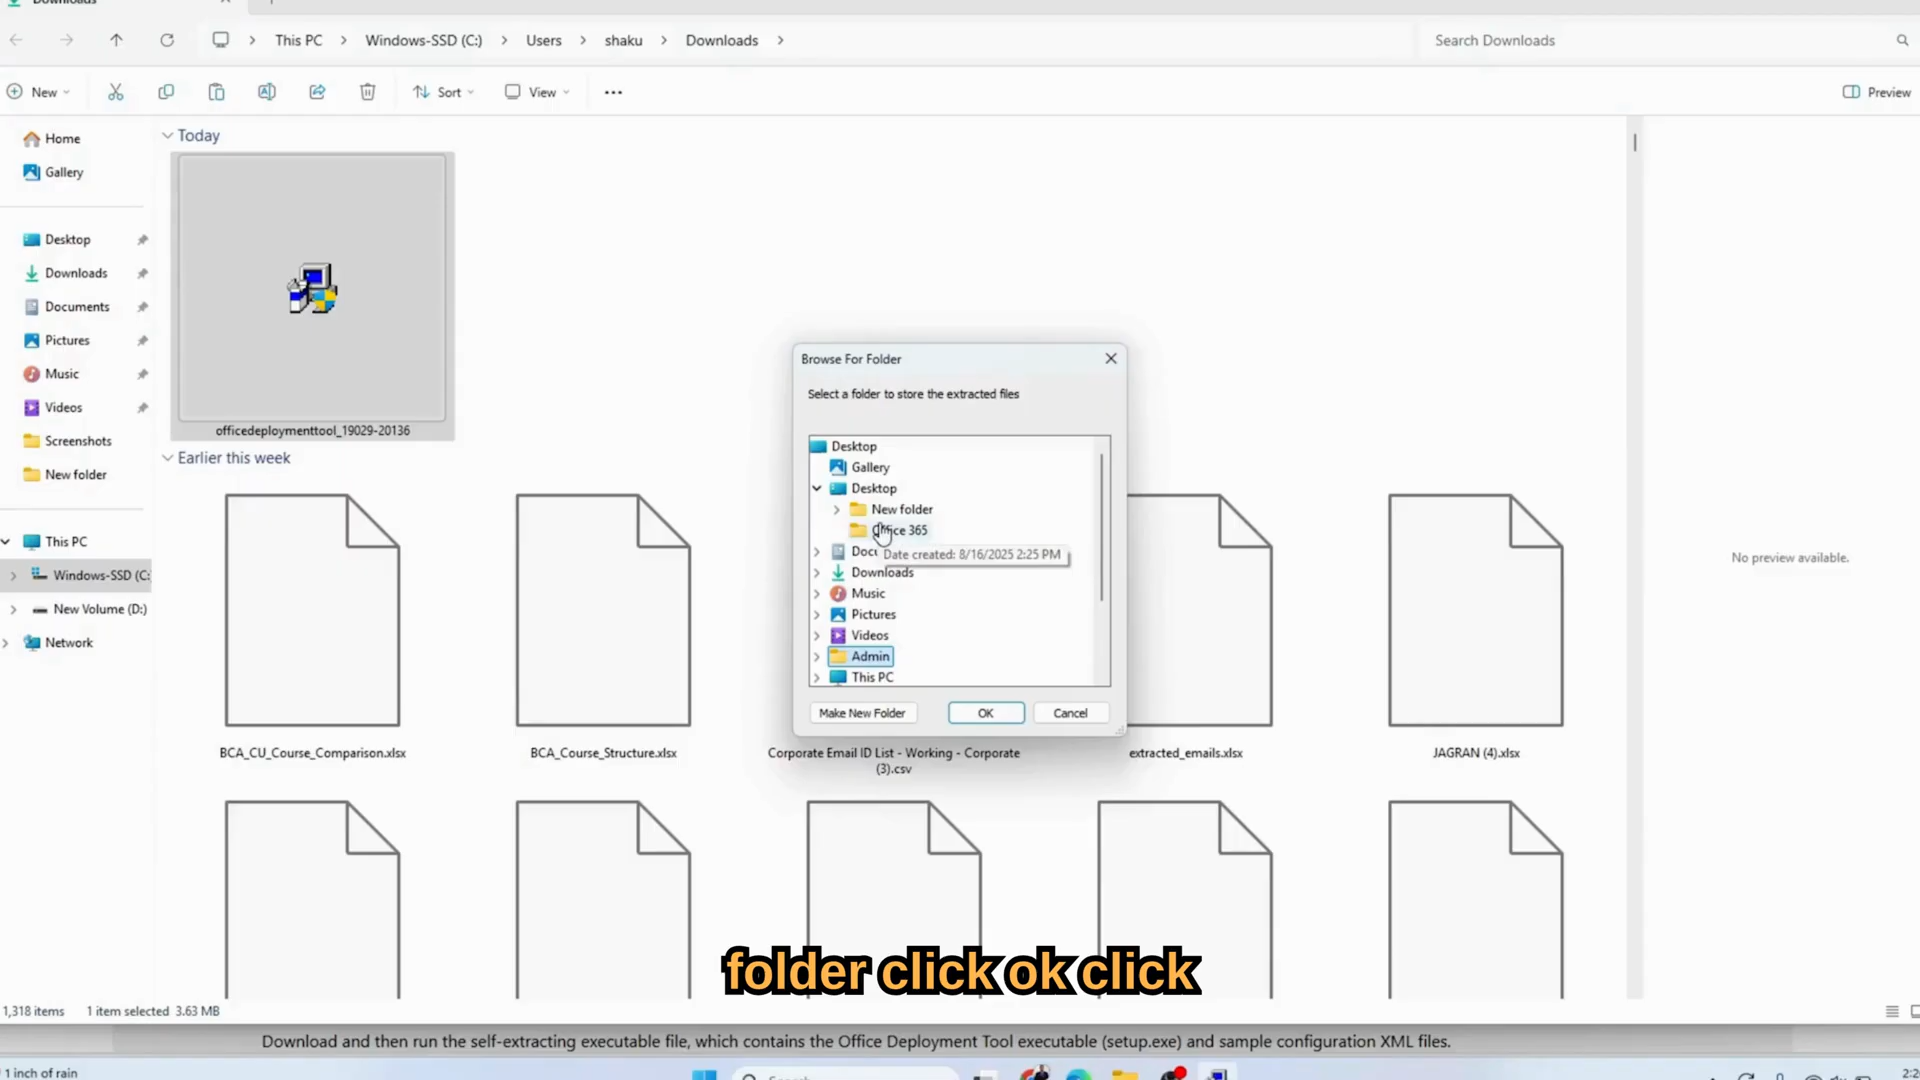 Downloads
This PC
Windows-SSD (C:)
Users
shaku
Downloads
Search Downloads
New
Sort
View
Preview
Home
Gallery
Desktop
Downloads
Documents
Pictures
Music
Videos
Screenshots
New folder
This PC
Windows-SSD (C:
New Volume (D:)
Network
Today
officedeploymenttool_19029-20136
Earlier this week
BCA_CU_Course_Comparison.xlsx
BCA_Course_Structure.xlsx
Corporate Email ID List - Working - Corporate
(3).csv
extracted_emails.xlsx
JAGRAN (4).xlsx
Browse For Folder
Select a folder to store the extracted files
Desktop
Gallery
Desktop
New folder
Office 365
Docu
Date created: 8/16/2025 2:25 PM
Downloads
Music
Pictures
Videos
Admin
This PC
Make New Folder
OK
Cancel
No preview available.
folder click ok click
1,318 items
1 item selected 3.63 MB
Download and then run the self-extracting executable file, which contains the Office Deployment Tool executable (setup.exe) and sample configuration XML files.
1 inch of rain
Search